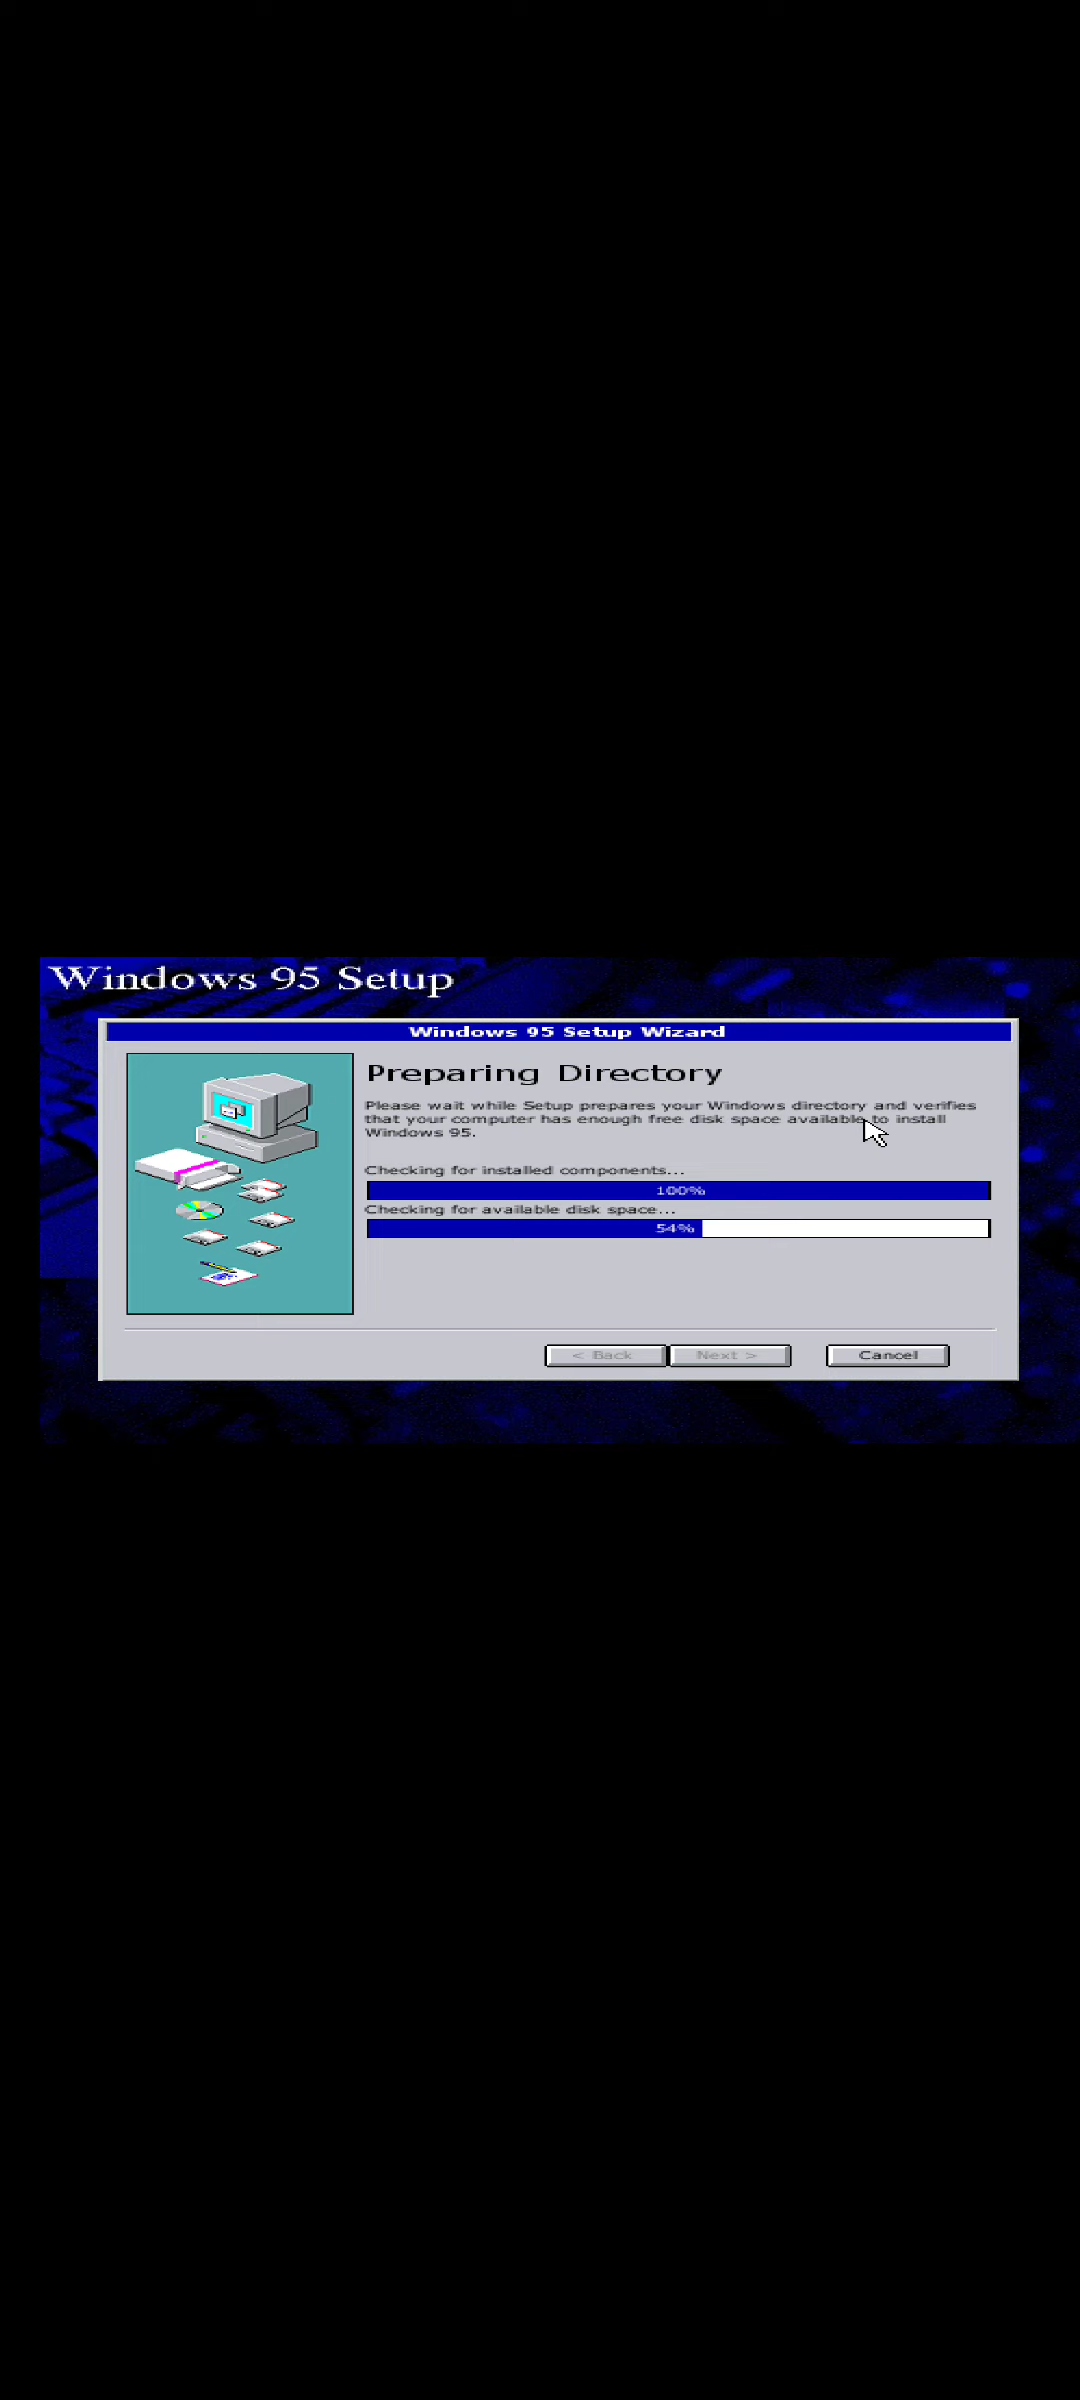 Windows 95 Setup
Windows 95 Setup Wizard
Preparing Directory
Please wait while Setup prepares your Windows directory and verifies
that your computer has enough free disk space available to install
Windows 95.
Checking for installed components...
100%
Checking for available disk space...
54%
< Back Next > Cancel